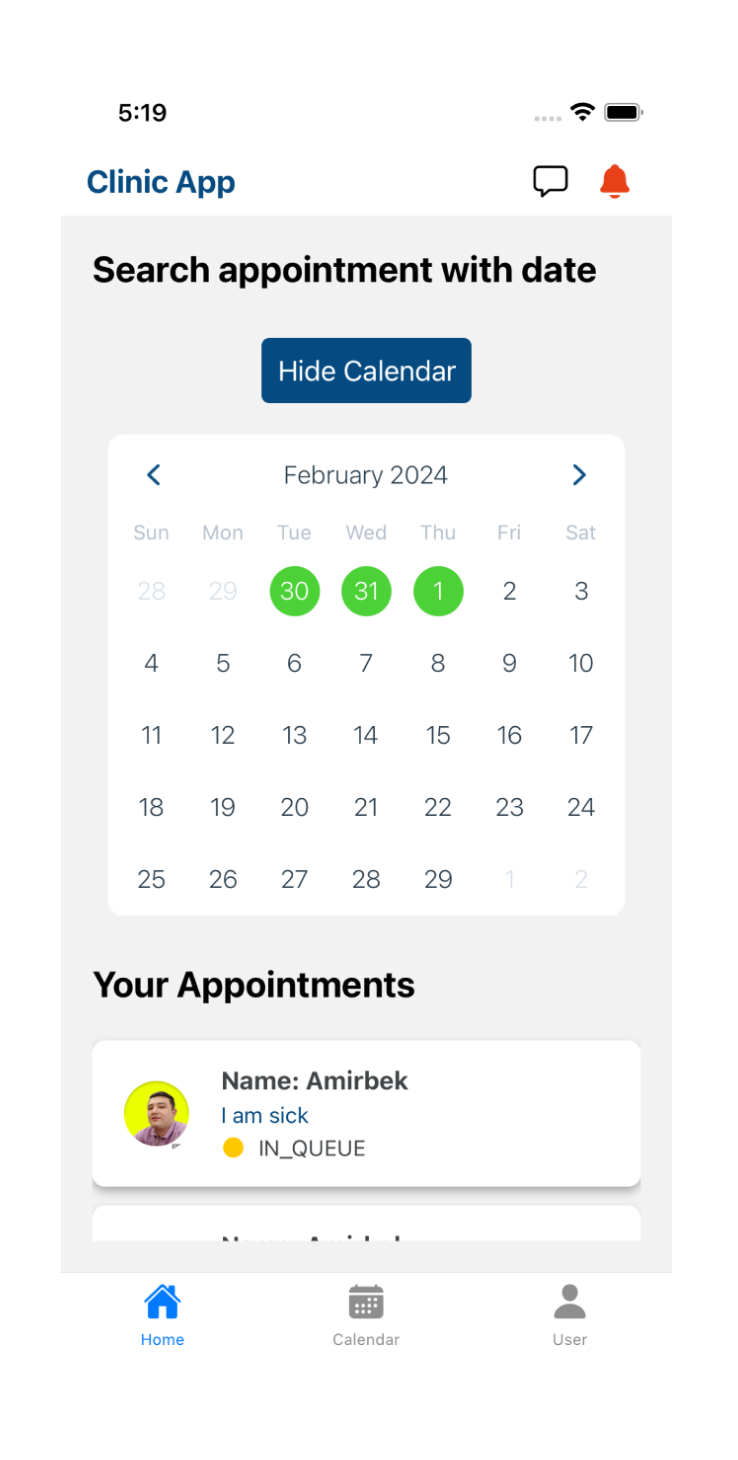 5:19
Clinic App
Search appointment with date
Hide Calendar
February 2024
Sun Mon Tue Wed Thu Fri Sat
28 29 30 31 1 2 3
4 5 6 7 8 9 10
11 12 13 14 15 16 17
18 19 20 21 22 23 24
25 26 27 28 29 1 2
Your Appointments
Name: Amirbek
I am sick
IN_QUEUE
Name: Amirbek
Home Calendar User